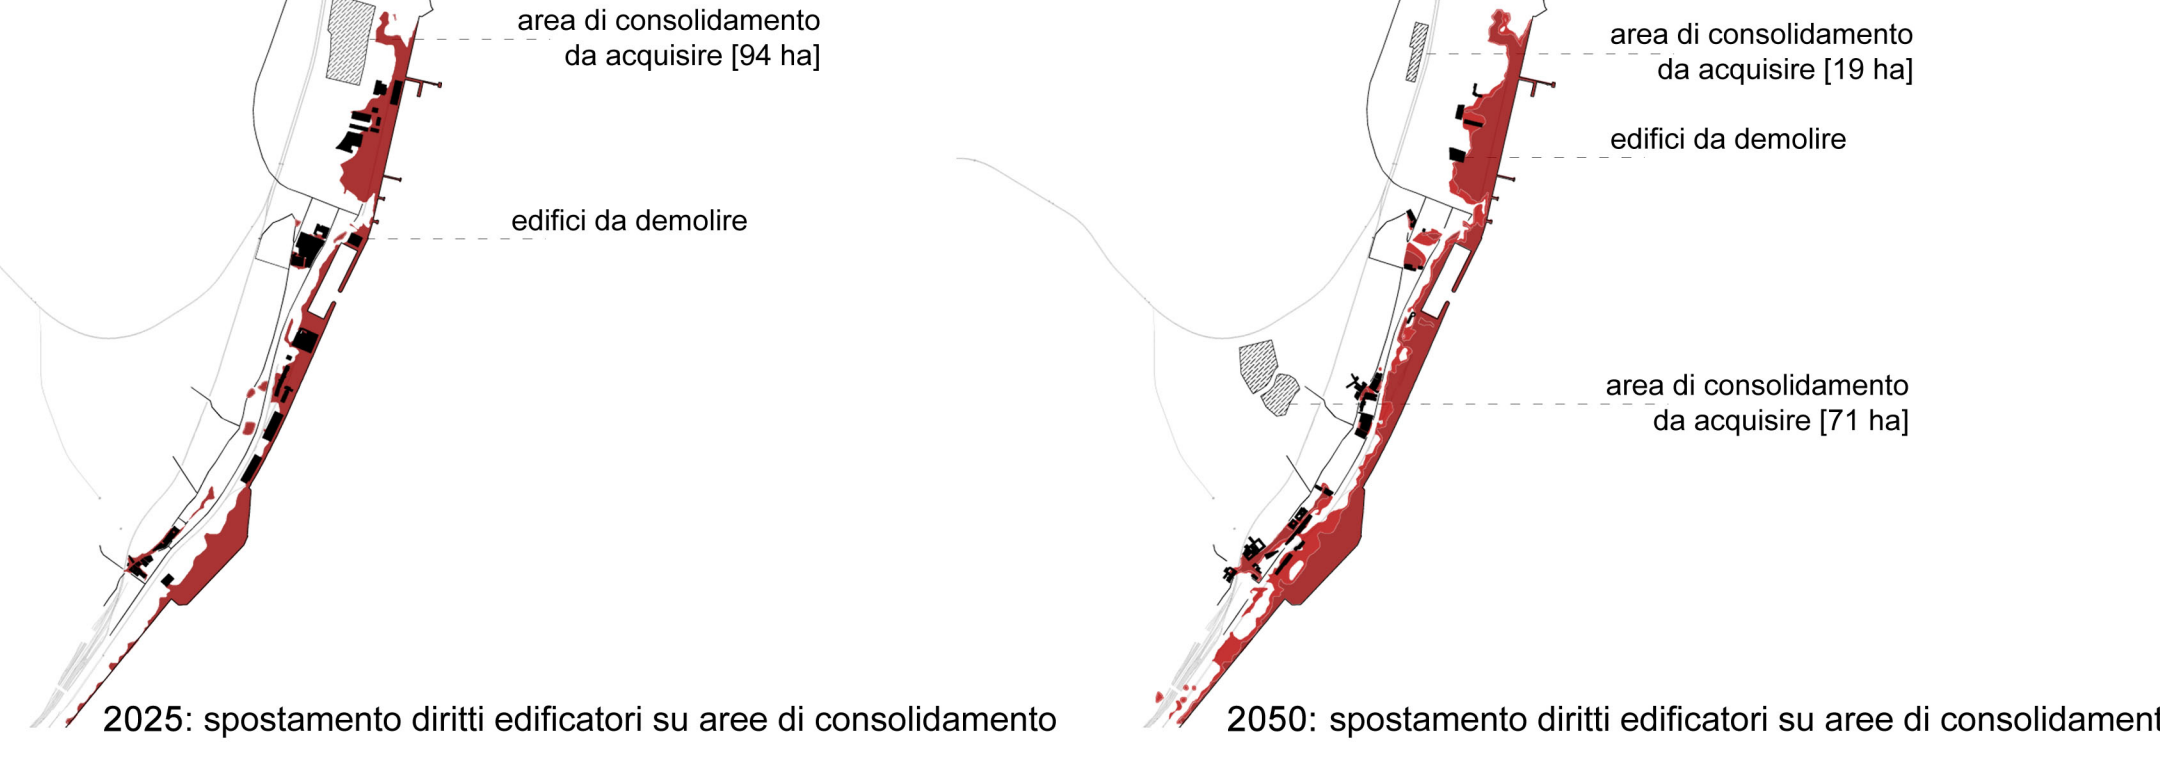 area di consolidamento
da acquisire [94 ha]
edifici da demolire
2025: spostamento diritti edificatori su aree di consolidamento
area di consolidamento
da acquisire [19 ha]
edifici da demolire
area di consolidamento
da acquisire [71 ha]
2050: spostamento diritti edificatori su aree di consolidament